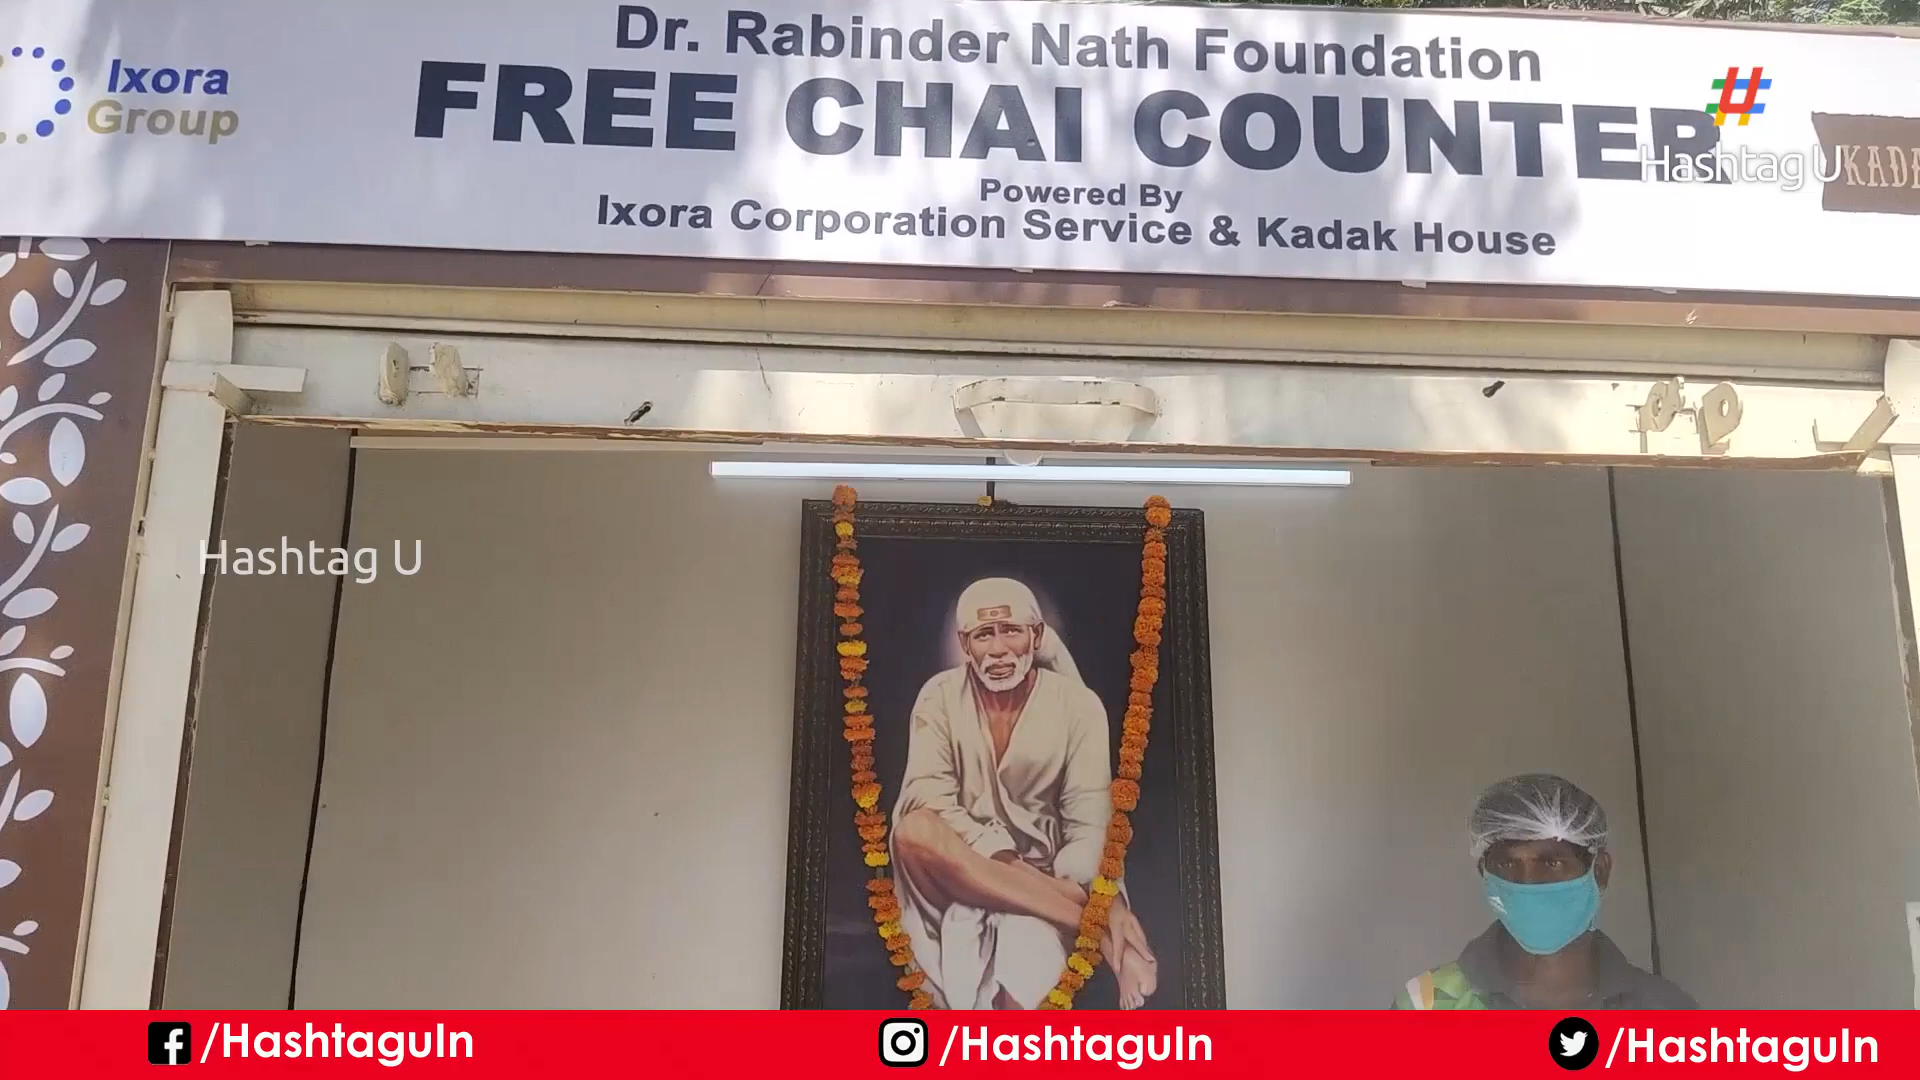 Dr. Rabinder Nath Foundation
Ixora
Group
FREE CHAI COUNTER
Hashtag U
KADA
Powered By
Ixora Corporation Service & Kadak House
Hashtag U
/HashtagUIn
/HashtagUIn
/HashtagUIn